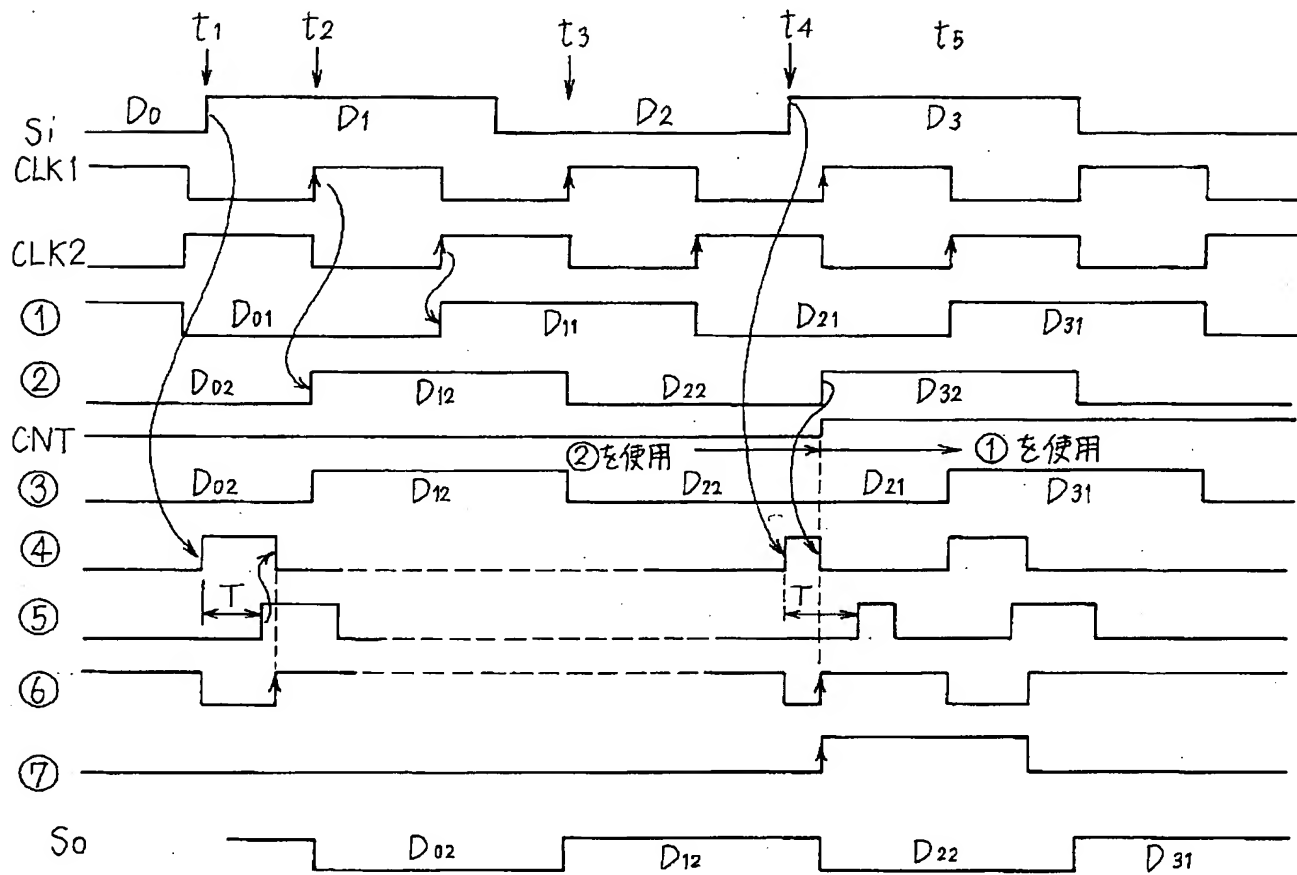 t1 t2 t3 t4 t5
Si D0 D1 D2 D3
CLK1
CLK2
① D01 D11 D21 D31
② D02 D12 D22 D32
CNT ②を使用 ①を使用
③ D02 D12 D22 D21 D31
④
T T
⑤
⑥
⑦
So D02 D12 D22 D31